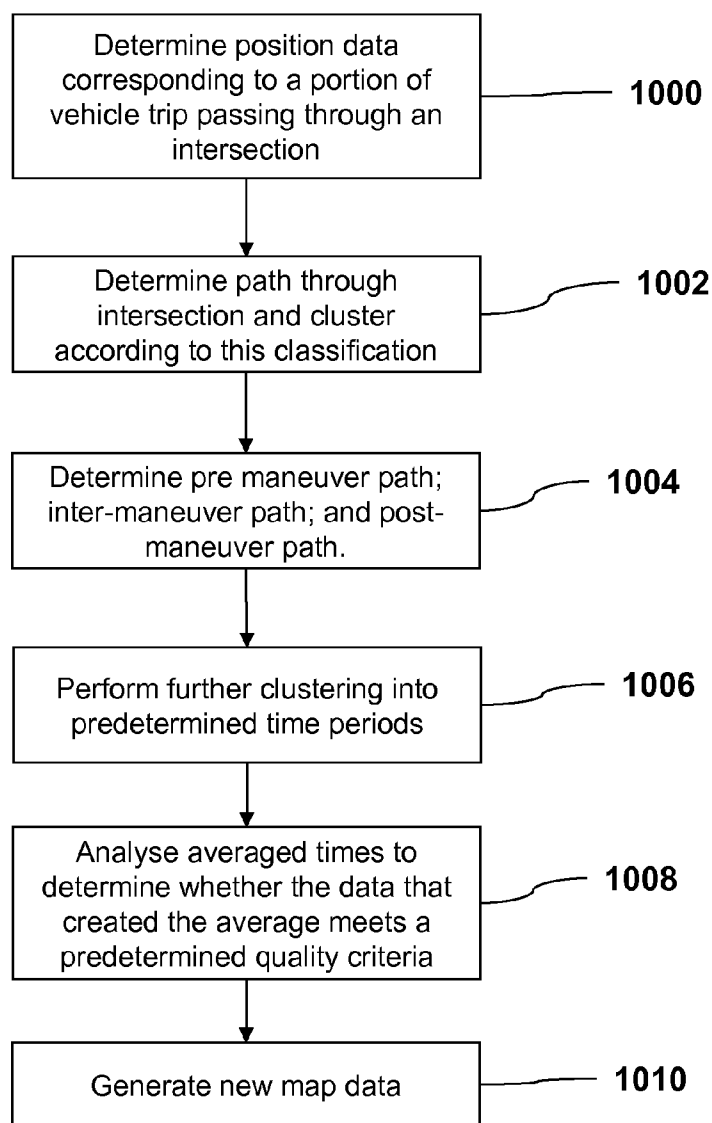 Determine position data
corresponding to a portion of
vehicle trip passing through an
intersection
1000
Determine path through
intersection and cluster
according to this classification
1002
Determine pre maneuver path;
inter-maneuver path; and post-
maneuver path.
1004
Perform further clustering into
predetermined time periods
1006
Analyse averaged times to
determine whether the data that
created the average meets a
predetermined quality criteria
1008
Generate new map data
1010